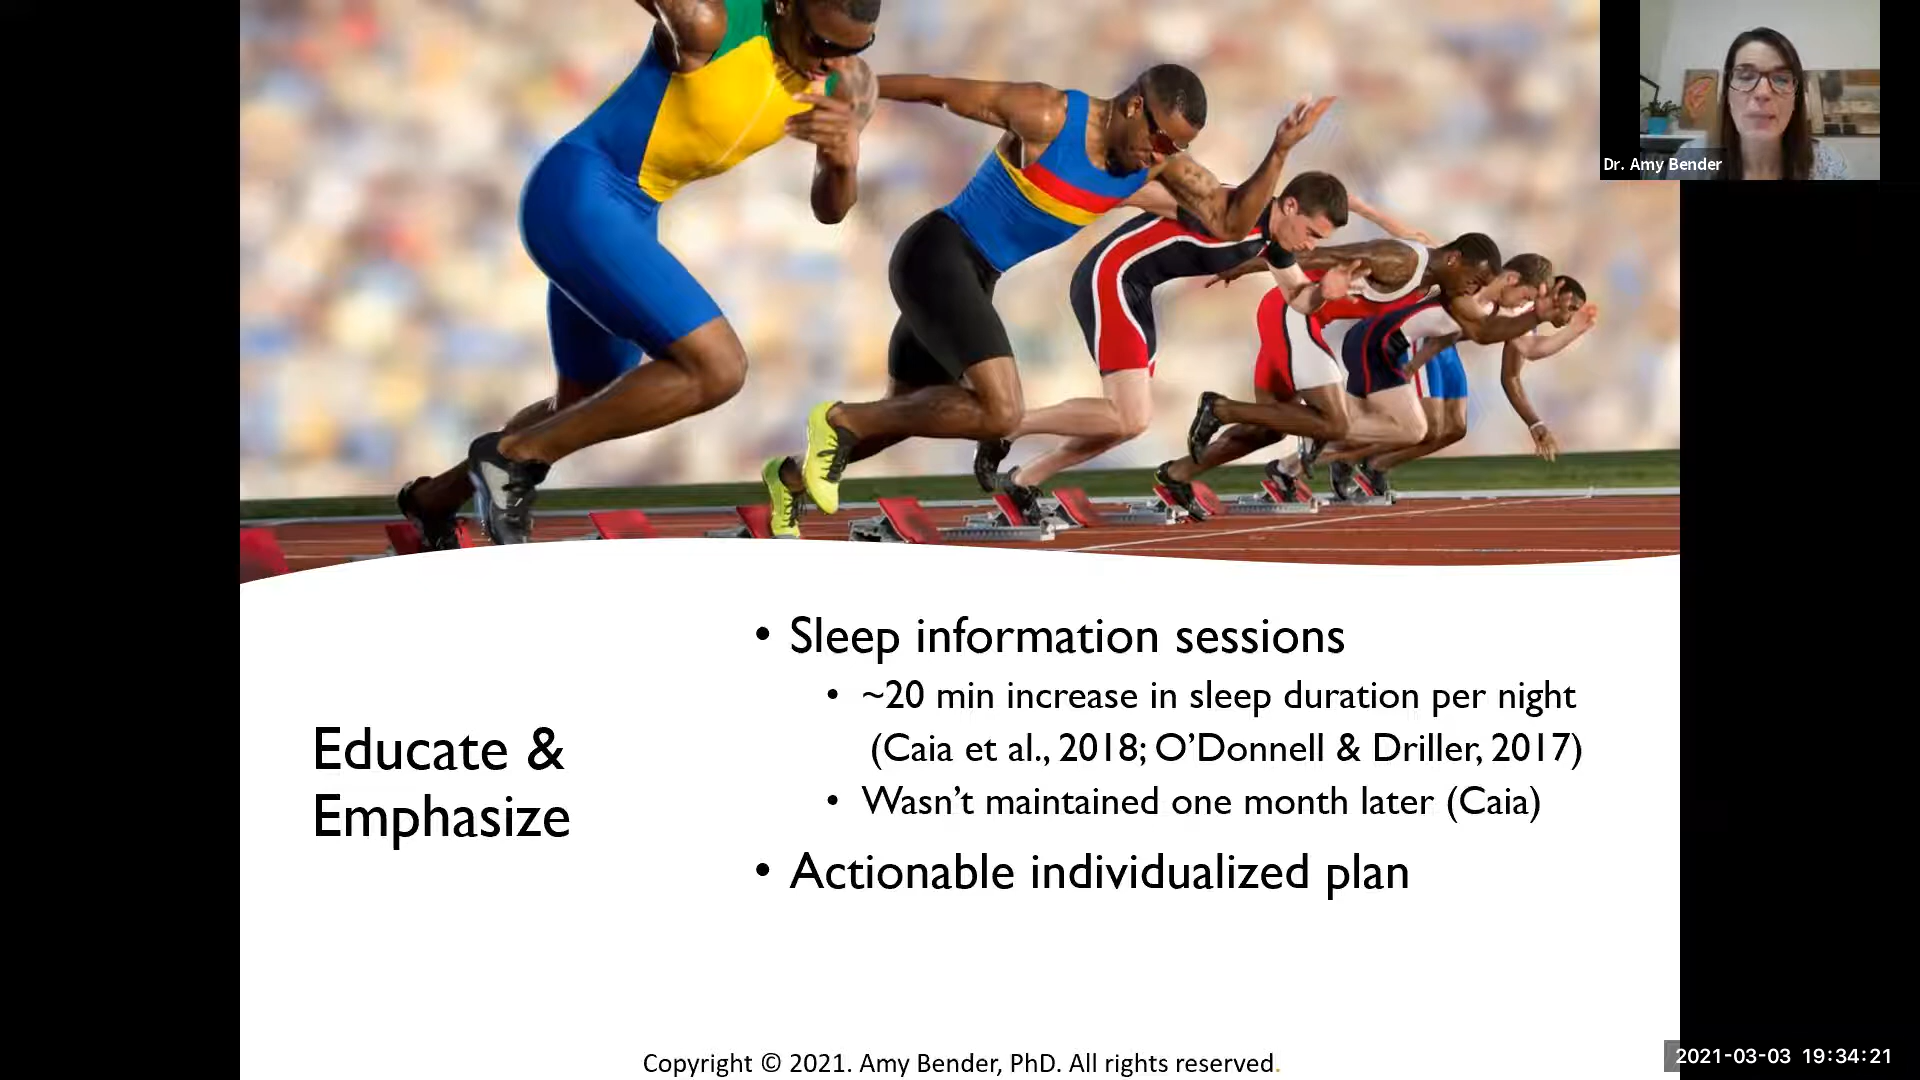 Dr. Amy Bender
Educate &
Emphasize
• Sleep information sessions
• ~20 min increase in sleep duration per night
(Caia et al., 2018; O’Donnell & Driller, 2017)
• Wasn’t maintained one month later (Caia)
• Actionable individualized plan
Copyright © 2021. Amy Bender, PhD. All rights reserved.
2021-03-03 19:34:21